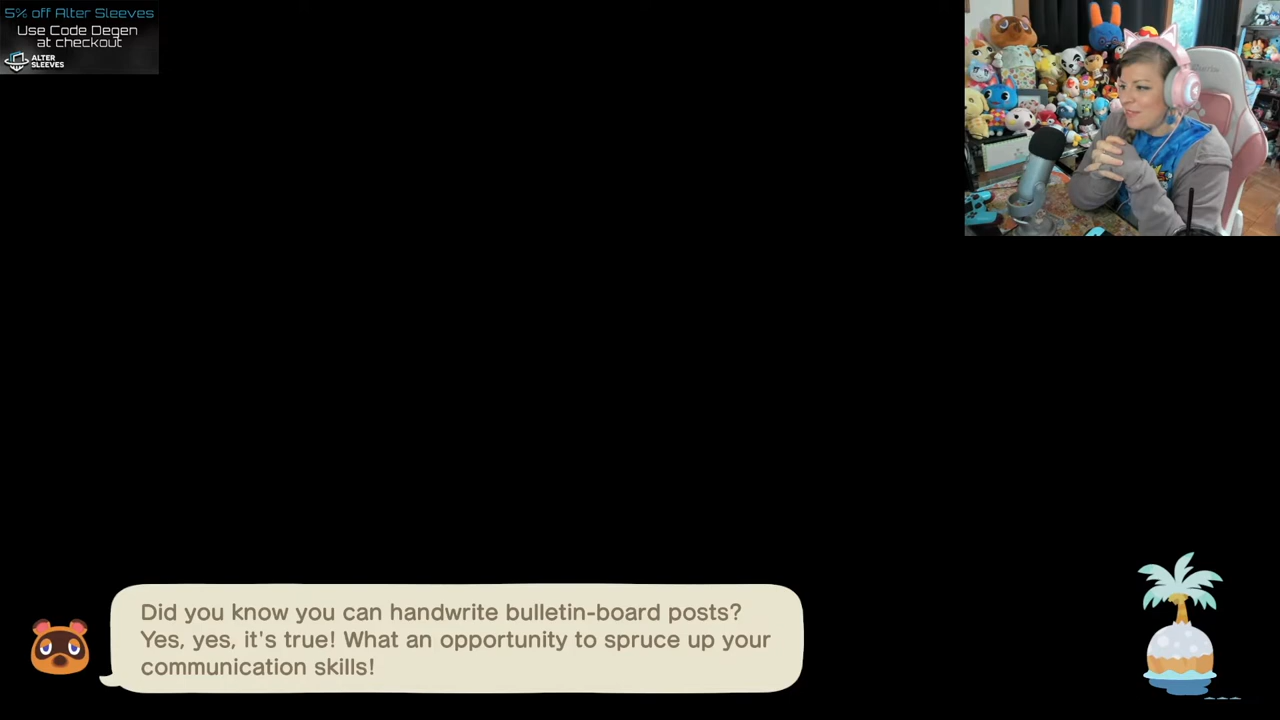 5% off Alter Sleeves
Use Code Degen
at checkout
ALTER
SLEEVES
Did you know you can handwrite bulletin-board posts?
Yes, yes, it's true! What an opportunity to spruce up your
communication skills!